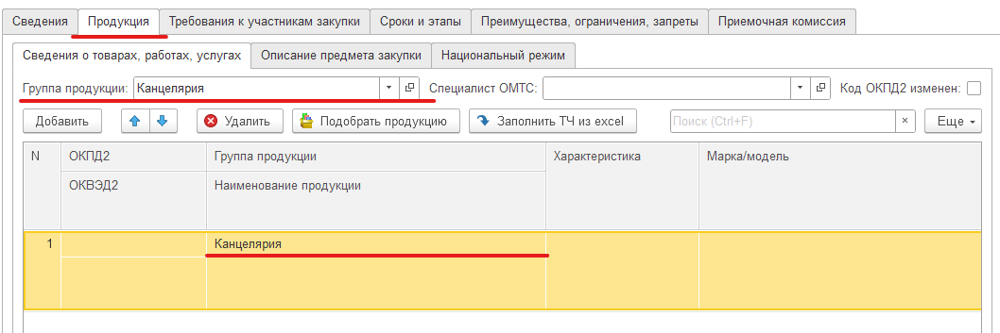 Сведения Продукция Требования к участникам закупки Сроки и этапы Преимущества, ограничения, запреты Приемочная комиссия
Сведения о товарах, работах, услугах Описание предмета закупки Национальный режим
Группа продукции: Канцелярия Специалист ОМТС: Код ОКПД2 изменен:
Добавить Удалить Подобрать продукцию Заполнить ТЧ из excel Поиск (Ctrl+F) × Еще
N ОКПД2 Группа продукции Характеристика Марка/модель
ОКВЭД2 Наименование продукции
1 Канцелярия